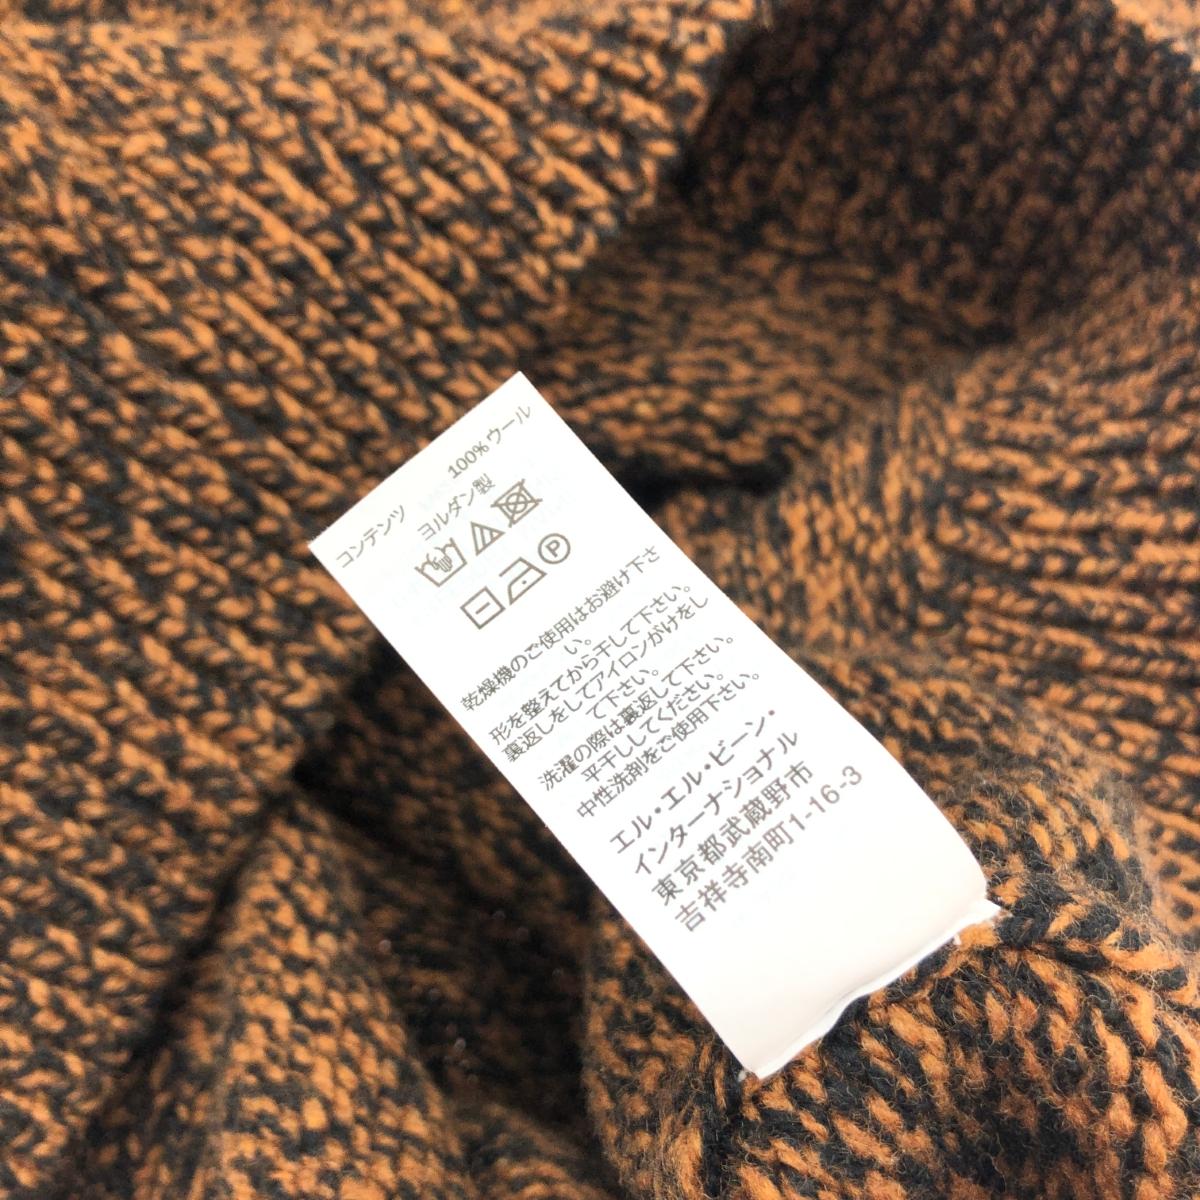 コンテンツ 100%ウール
ヨルダン製
P
乾燥機のご使用はお避け下さ
い。
形を整えてから干して下さい。
裏返しをしてアイロンがけをし
て下さい。
洗濯の際は裏返して下さい。
平干ししてください。
中性洗剤をご使用下さい。
エル・エル・ビーン・
インターナショナル
東京都武蔵野市
吉祥寺南町1-16-3